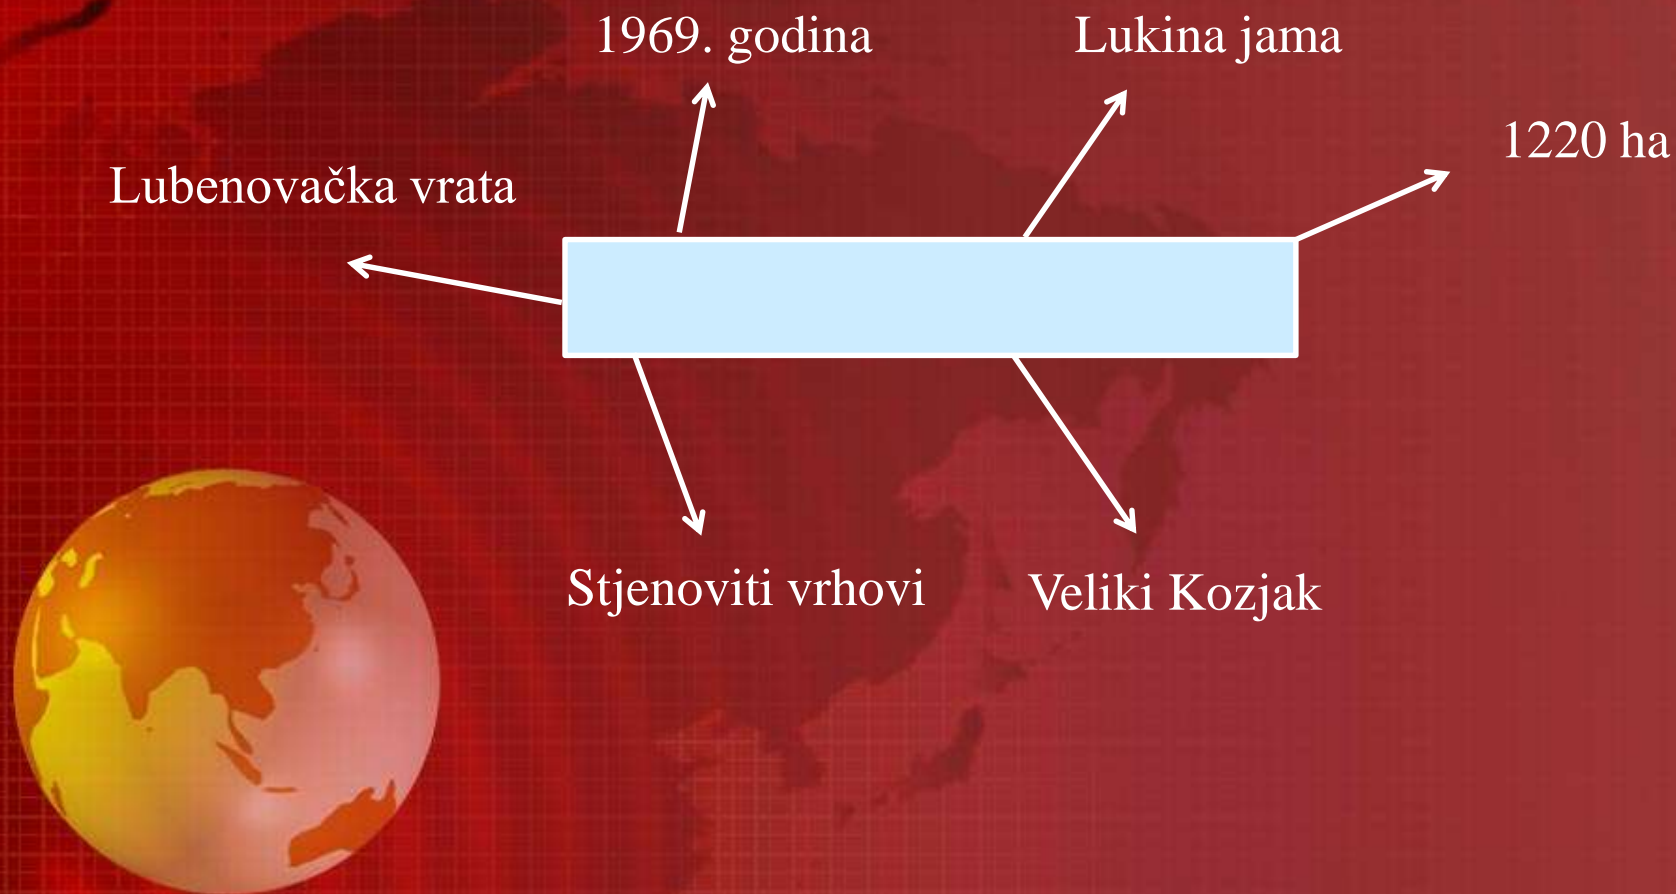 1969. godina
Lukina jama
1220 ha
Lubenovačka vrata
Stjenoviti vrhovi
Veliki Kozjak